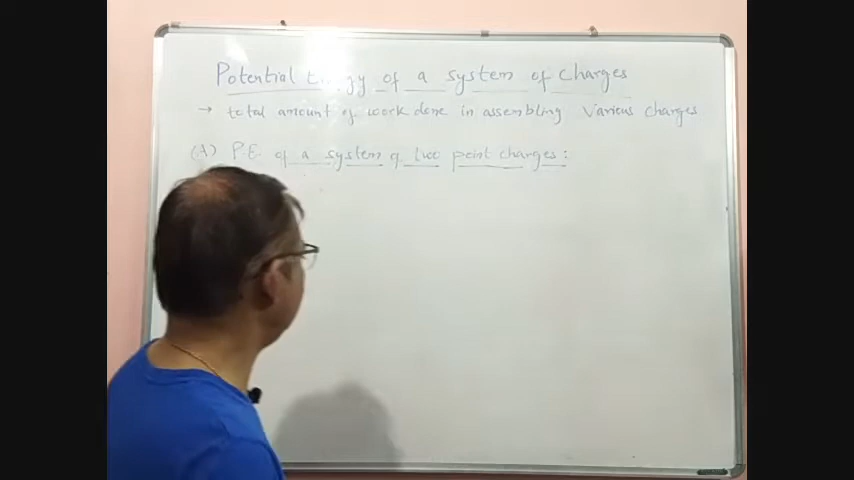 Potential Energy of a system of charges
→ total amount of work done in assembling various charges
(A) P.E. of a system of two point charges: